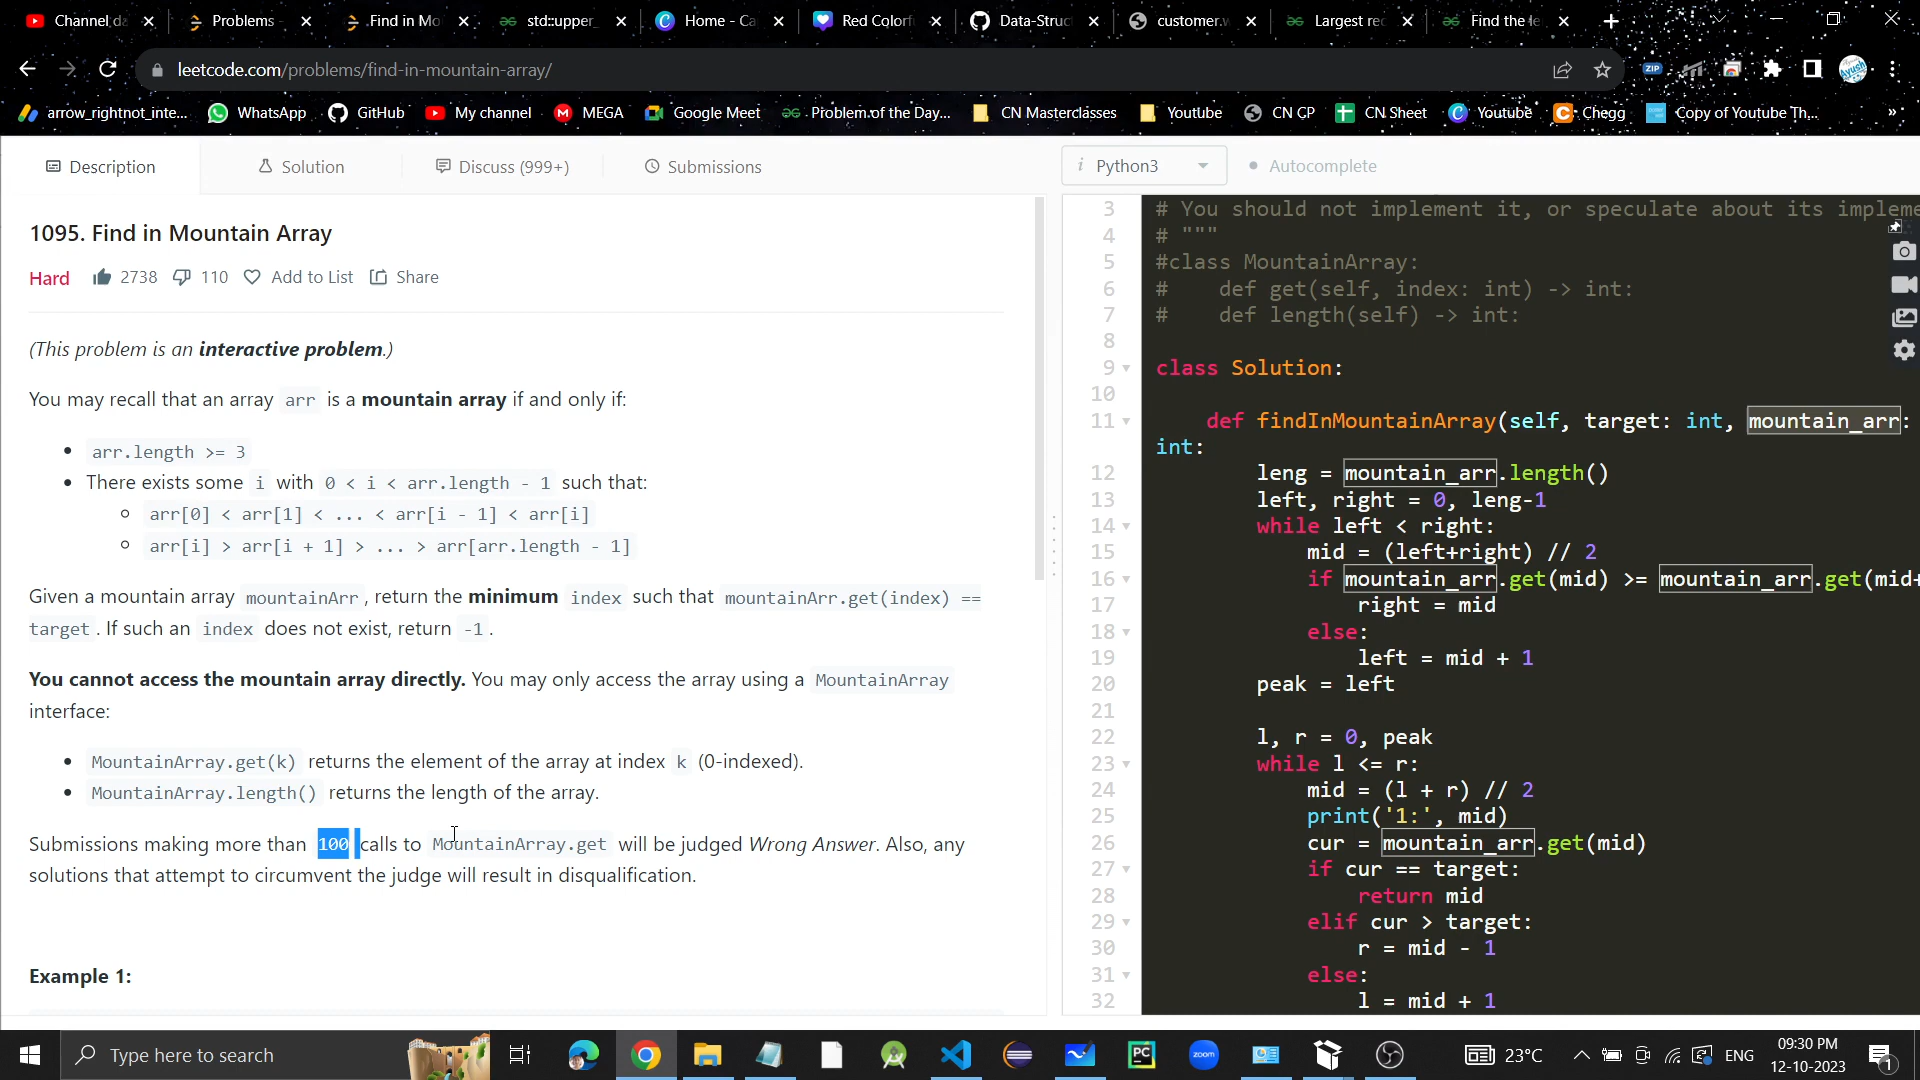 Channel da
Problems -
Find in Mo
std::upper_
Home - Ca
Red Colorf
Data-Struc
customer.w
Largest rec
Find the le
leetcode.com/problems/find-in-mountain-array/
ZIP
arrow_rightnot_inte...
WhatsApp
GitHub
My channel
MEGA
Google Meet
Problem of the Day...
CN Masterclasses
Youtube
CN CP
CN Sheet
Youtube
Chegg
Copy of Youtube Th...
»
Description
Solution
Discuss (999+)
Submissions
i Python3
Autocomplete
1095. Find in Mountain Array
Hard 2738 110 Add to List Share
(This problem is an interactive problem.)
You may recall that an array arr is a mountain array if and only if:
• arr.length >= 3
• There exists some i with 0 < i < arr.length - 1 such that:
arr[0] < arr[1] < ... < arr[i - 1] < arr[i]
arr[i] > arr[i + 1] > ... > arr[arr.length - 1]
Given a mountain array mountainArr, return the minimum index such that mountainArr.get(index) ==
target. If such an index does not exist, return -1.
You cannot access the mountain array directly. You may only access the array using a MountainArray
interface:
• MountainArray.get(k) returns the element of the array at index k (0-indexed).
• MountainArray.length() returns the length of the array.
Submissions making more than 100 calls to MountainArray.get will be judged Wrong Answer. Also, any
solutions that attempt to circumvent the judge will result in disqualification.
Example 1:
3 # You should not implement it, or speculate about its impleme
4 # """
5 #class MountainArray:
6 #    def get(self, index: int) -> int:
7 #    def length(self) -> int:
8
9 class Solution:
10
11     def findInMountainArray(self, target: int, mountain_arr:
int:
12         leng = mountain_arr.length()
13         left, right = 0, leng-1
14         while left < right:
15             mid = (left+right) // 2
16             if mountain_arr.get(mid) >= mountain_arr.get(mid+
17                 right = mid
18             else:
19                 left = mid + 1
20         peak = left
21
22         l, r = 0, peak
23         while l <= r:
24             mid = (l + r) // 2
25             print('1:', mid)
26             cur = mountain_arr.get(mid)
27             if cur == target:
28                 return mid
29             elif cur > target:
30                 r = mid - 1
31             else:
32                 l = mid + 1
Type here to search
PC
zoom
23°C
ENG
09:30 PM
12-10-2023
1